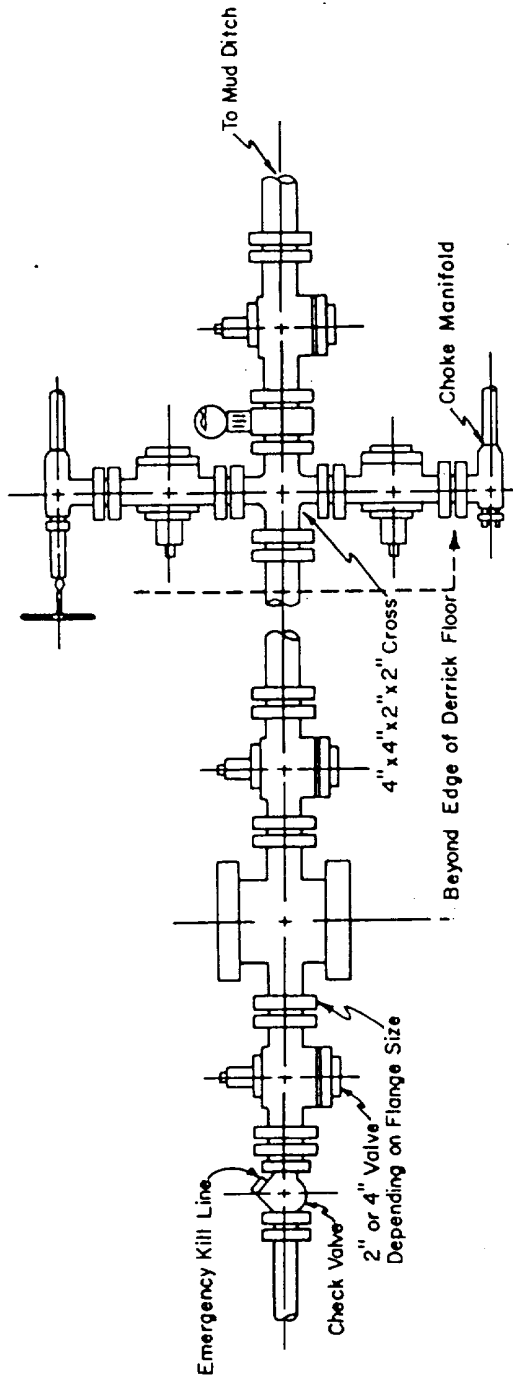 Emergency Kill Line
Check Valve
2" or 4" Valve
Depending on Flange Size
4"x4"x2"x2" Cross
Beyond Edge of Derrick Floor
Choke Manifold
To Mud Ditch